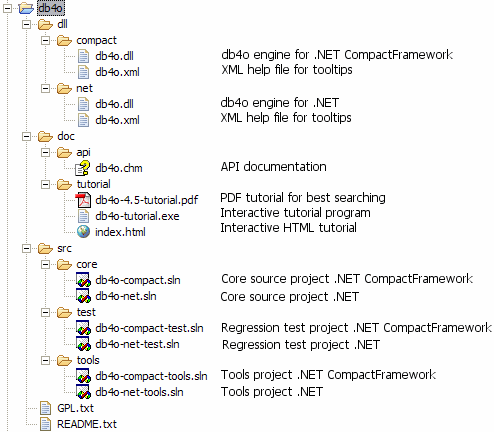 db4o
dll
compact
db4o.dll db4o engine for .NET CompactFramework
db4o.xml XML help file for tooltips
net
db4o.dll db4o engine for .NET
db4o.xml XML help file for tooltips
doc
api
db4o.chm API documentation
tutorial
db4o-4.5-tutorial.pdf PDF tutorial for best searching
db4o-tutorial.exe Interactive tutorial program
index.html Interactive HTML tutorial
src
core
db4o-compact.sln Core source project .NET CompactFramework
db4o-net.sln Core source project .NET
test
db4o-compact-test.sln Regression test project .NET CompactFramework
db4o-net-test.sln Regression test project .NET
tools
db4o-compact-tools.sln Tools project .NET CompactFramework
db4o-net-tools.sln Tools project .NET
GPL.txt
README.txt